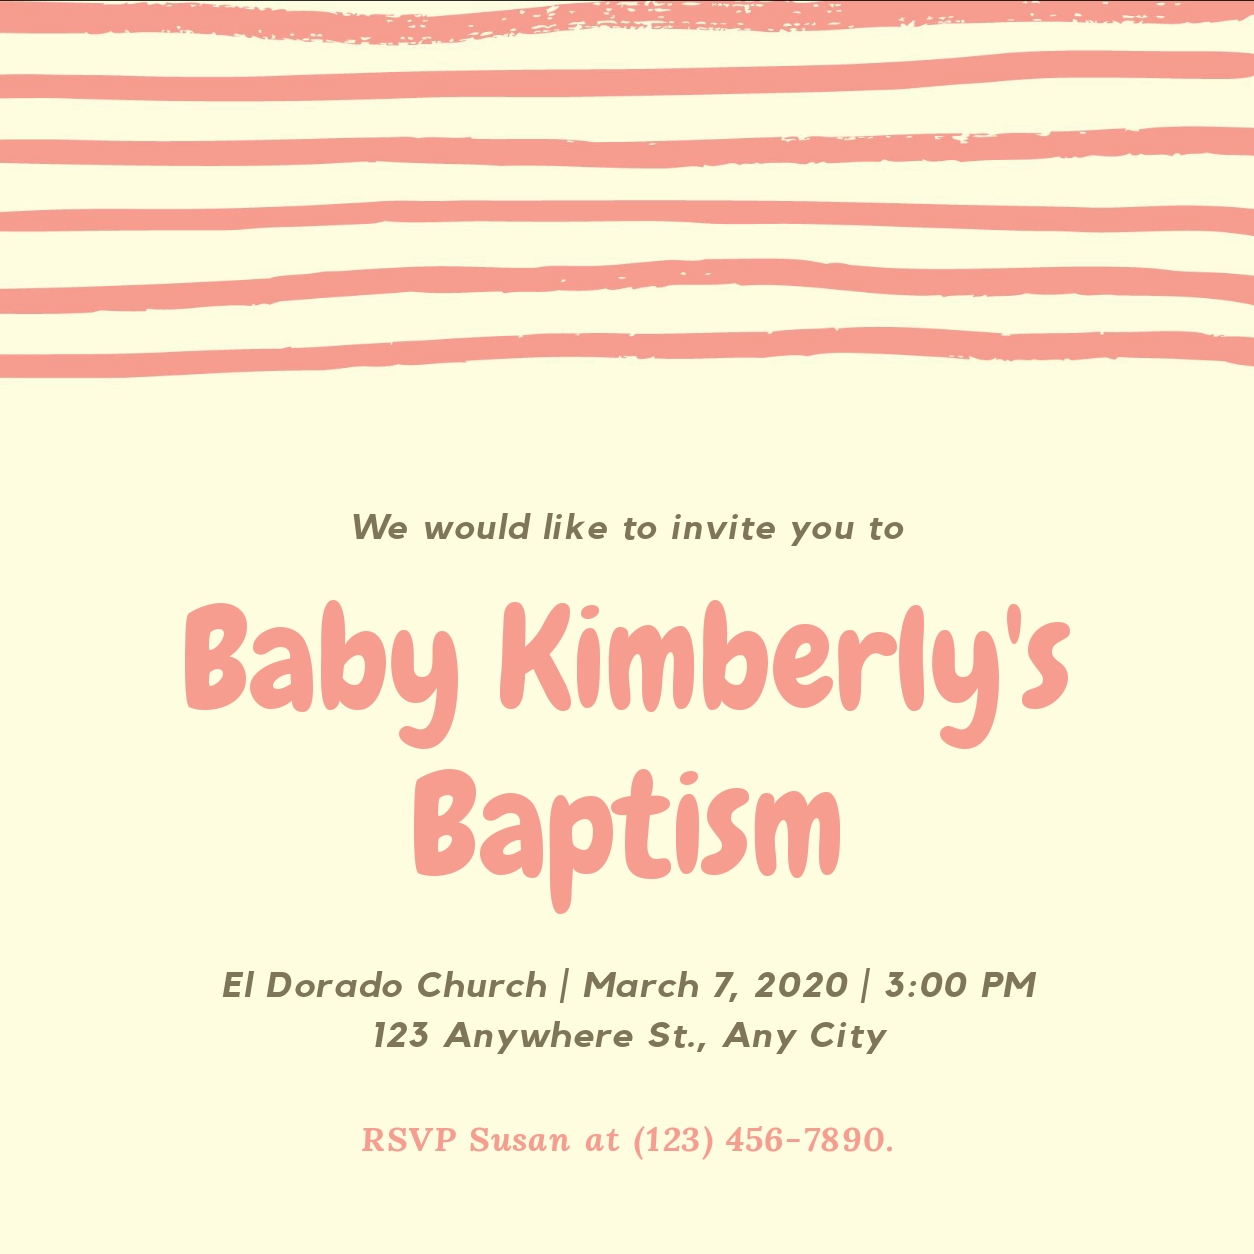 We would like to invite you to
Baby Kimberly's
Baptism
El Dorado Church | March 7, 2020 | 3:00 PM
123 Anywhere St., Any City
RSVP Susan at (123) 456-7890.